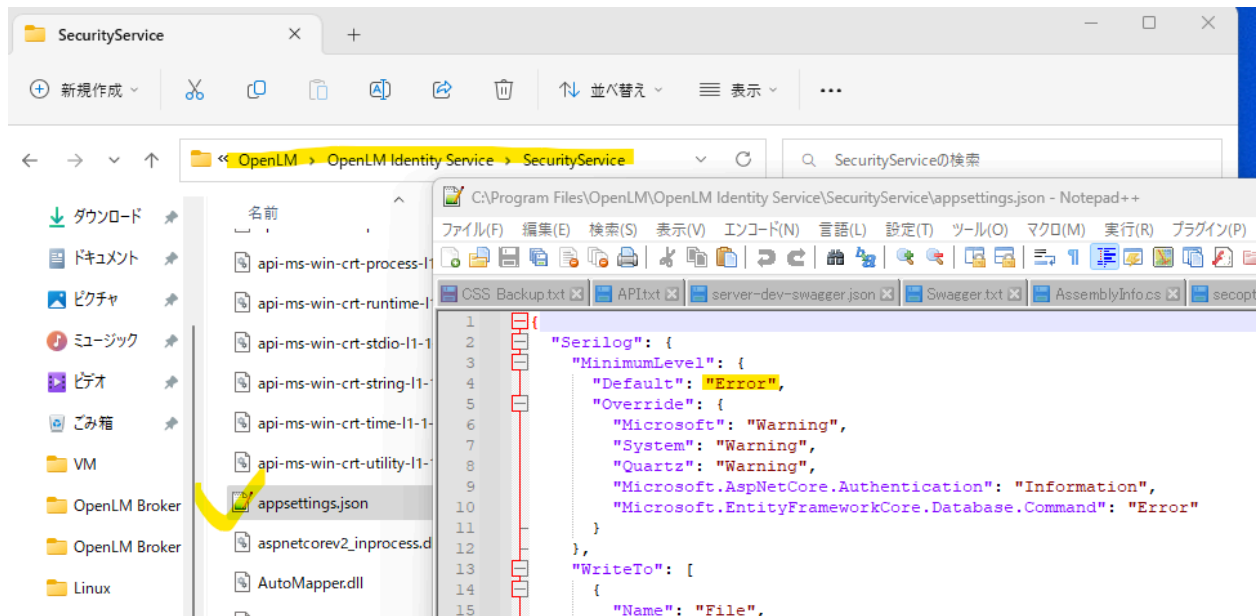 SecurityService
新規作成
並べ替え
表示
« OpenLM › OpenLM Identity Service › SecurityService
SecurityServiceの検索
ダウンロード
ドキュメント
ピクチャ
ミュージック
ビデオ
ごみ箱
VM
OpenLM Broker
OpenLM Broker
Linux
名前
api-ms-win-crt-process-l1
api-ms-win-crt-runtime-l
api-ms-win-crt-stdio-l1-1
api-ms-win-crt-string-l1-
api-ms-win-crt-time-l1-1-
api-ms-win-crt-utility-l1-
appsettings.json
aspnetcorev2_inprocess.d
AutoMapper.dll
C:\Program Files\OpenLM\OpenLM Identity Service\SecurityService\appsettings.json - Notepad++
ファイル(F) 編集(E) 検索(S) 表示(V) エンコード(N) 言語(L) 設定(T) ツール(O) マクロ(M) 実行(R) プラグイン(P)
CSS Backup.txt API.txt server-dev-swagger.json Swagger.txt AssemblyInfo.cs secopt
1 {
2 "Serilog": {
3 "MinimumLevel": {
4 "Default": "Error",
5 "Override": {
6 "Microsoft": "Warning",
7 "System": "Warning",
8 "Quartz": "Warning",
9 "Microsoft.AspNetCore.Authentication": "Information",
10 "Microsoft.EntityFrameworkCore.Database.Command": "Error"
11 }
12 },
13 "WriteTo": [
14 {
15 "Name": "File",